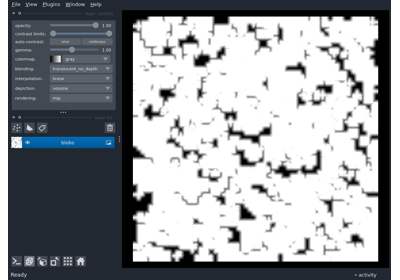 File View Plugins Window Help
opacity: 1.00
contrast limits:
auto-contrast: once continuous
gamma: 1.00
colormap: gray
blending: translucent_no_depth
interpolation: linear
depiction: volume
rendering: mip
blobs
Ready activity